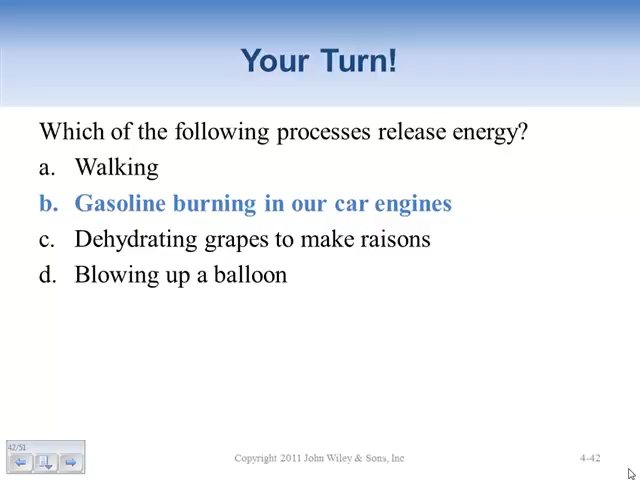 Your Turn!
Which of the following processes release energy?
a. Walking
b. Gasoline burning in our car engines
c. Dehydrating grapes to make raisons
d. Blowing up a balloon
42/51
Copyright 2011 John Wiley & Sons, Inc
4-42